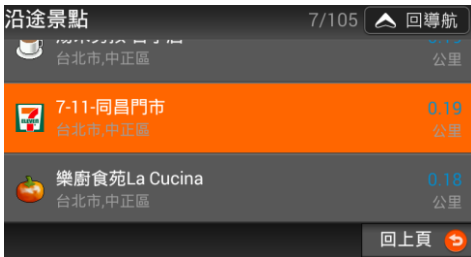 沿途景點
7/105
回導航
台北市,中正區
公里
7-11-同昌門市
0.19
台北市,中正區
公里
樂廚食苑La Cucina
0.18
台北市,中正區
公里
回上頁